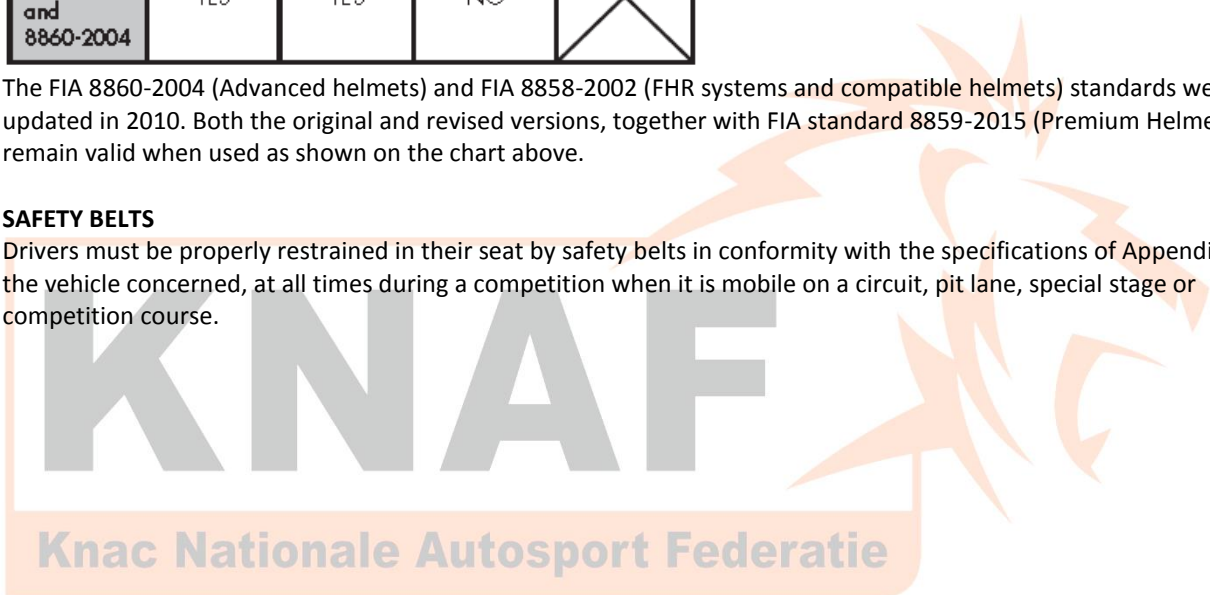 YES YES NO
and
8860-2004
The FIA 8860-2004 (Advanced helmets) and FIA 8858-2002 (FHR systems and compatible helmets) standards
updated in 2010. Both the original and revised versions, together with FIA standard 8859-2015 (Premium
remain valid when used as shown on the chart above.
SAFETY BELTS
Drivers must be properly restrained in their seat by safety belts in conformity with the specifications of
the vehicle concerned, at all times during a competition when it is mobile on a circuit, pit lane, special stage or
competition course.
KNAF
Knac Nationale Autosport Federatie